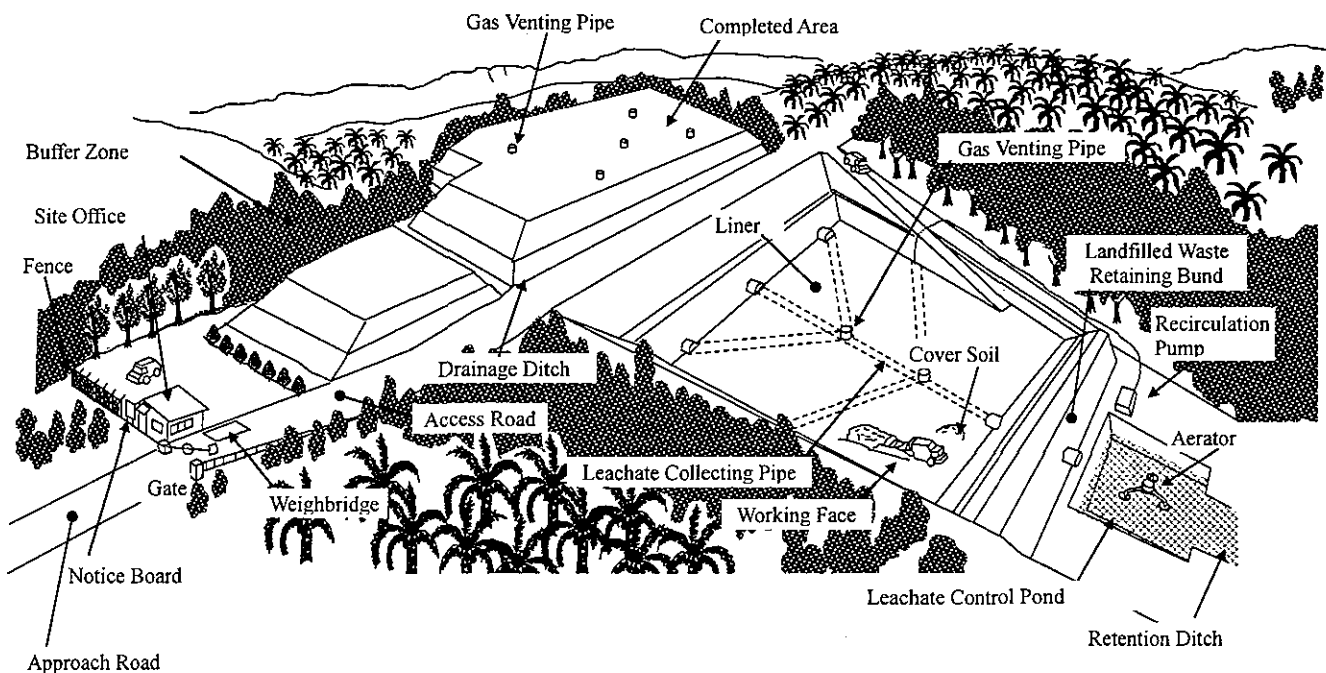 Gas Venting Pipe
Completed Area
Buffer Zone
Gas Venting Pipe
Site Office
Liner
Fence
Landfilled Waste
Retaining Bund
Recirculation
Pump
Cover Soil
Drainage Ditch
Access Road
Aerator
Leachate Collecting Pipe
Gate
Weighbridge
Working Face
Notice Board
Leachate Control Pond
Retention Ditch
Approach Road